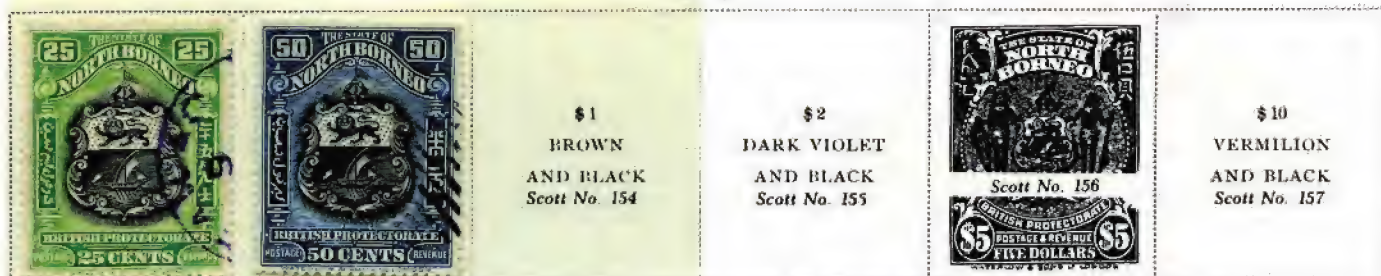 25 THE STATE OF 25
NORTH BORNEO
BRITISH PROTECTORATE
25 CENTS
50 THE STATE OF 50
NORTH BORNEO
BRITISH PROTECTORATE
POSTAGE 50 CENTS REVENUE
$1
BROWN
AND BLACK
Scott No. 154
$2
DARK VIOLET
AND BLACK
Scott No. 155
THE STATE OF
NORTH
BORNEO
Scott No. 156
BRITISH PROTECTORATE
$5 POSTAGE & REVENUE $5
FIVE DOLLARS
$10
VERMILION
AND BLACK
Scott No. 157